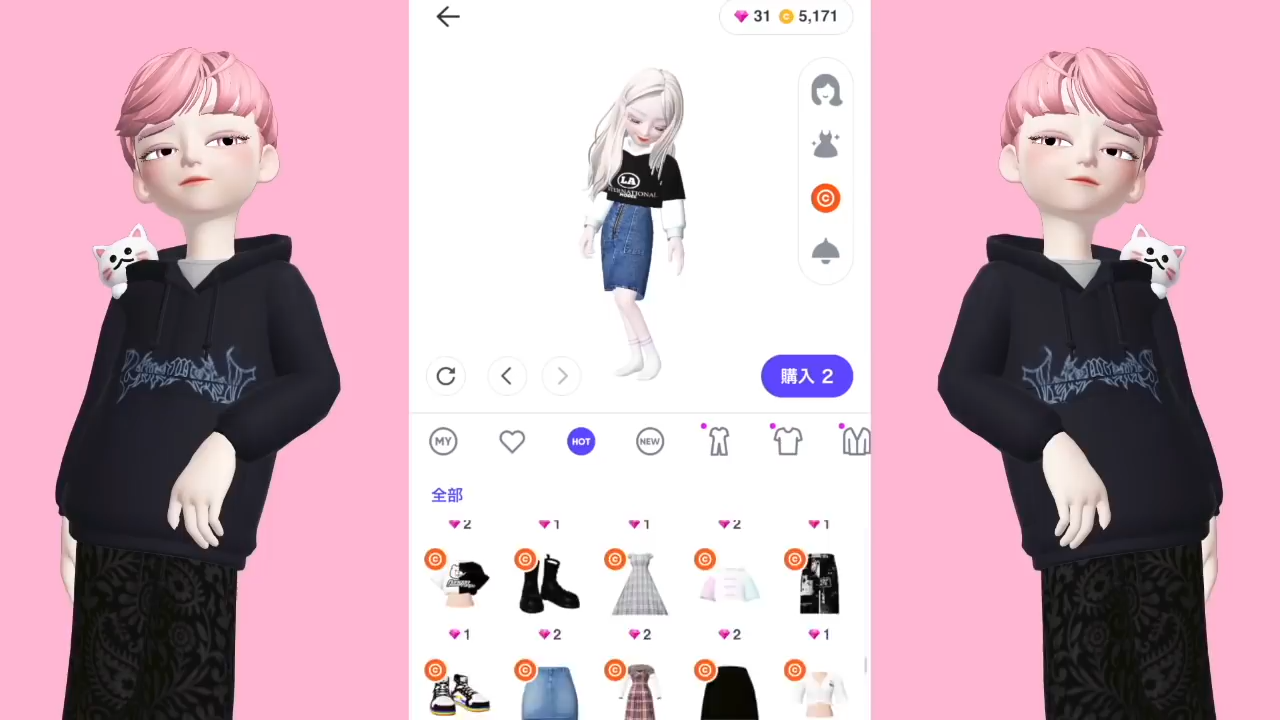 31 5,171
LA
INTERNATIONAL
購入 2
MY HOT NEW
全部
2 1 1 2 1
1 2 2 2 1